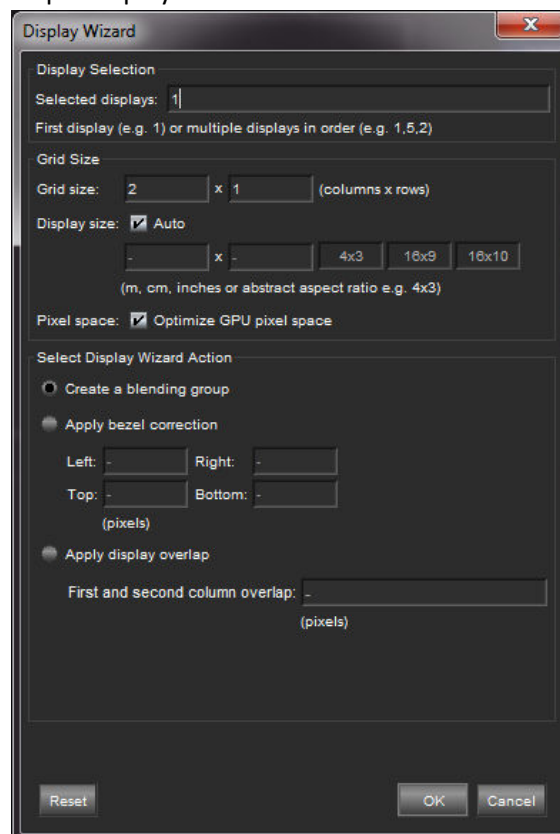 Display Wizard
Display Selection
Selected displays: 1
First display (e.g. 1) or multiple displays in order (e.g. 1,5,2)
Grid Size
Grid size: 2 x 1 (columns x rows)
Display size: Auto
- x - 4x3 16x9 16x10
(m, cm, inches or abstract aspect ratio e.g. 4x3)
Pixel space: Optimize GPU pixel space
Select Display Wizard Action
Create a blending group
Apply bezel correction
Left: - Right: -
Top: - Bottom: -
(pixels)
Apply display overlap
First and second column overlap: -
(pixels)
Reset OK Cancel